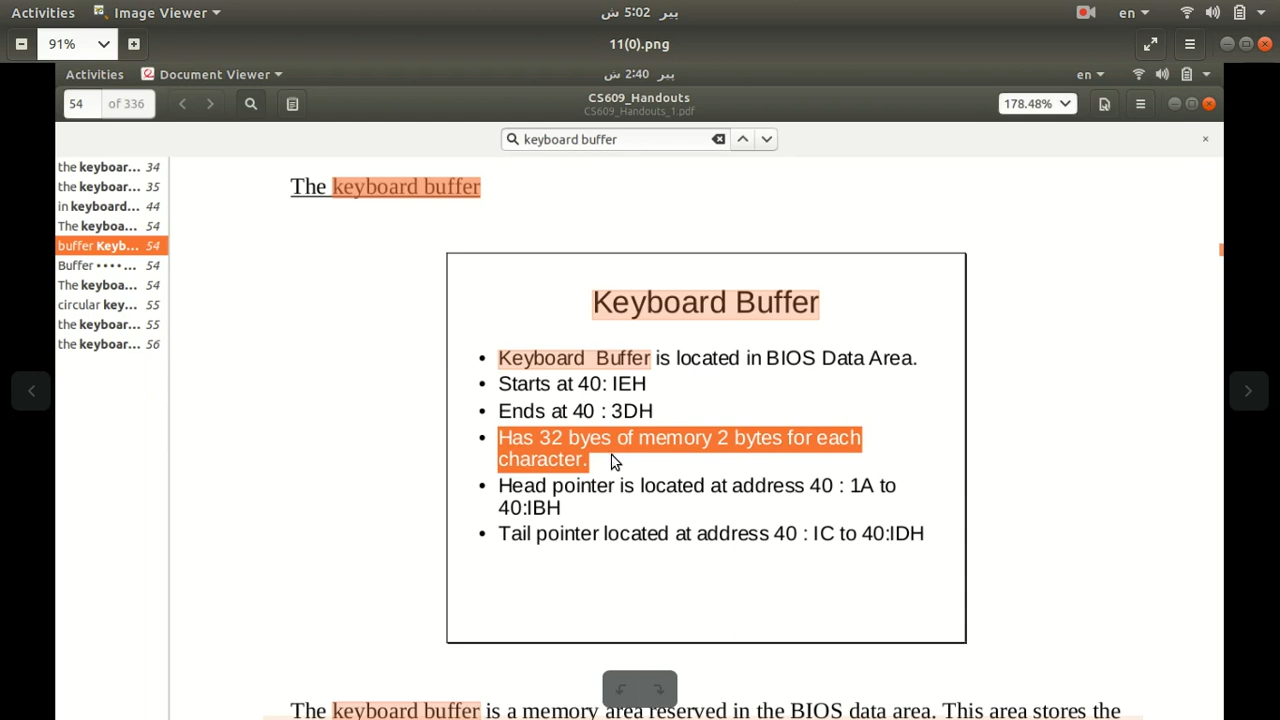 Activities Image Viewer پیر 5:02 ش en
91% 11(0).png
Activities Document Viewer پیر 2:40 ش en
54 of 336 CS609_Handouts 178.48%
CS609_Handouts_1.pdf
keyboard buffer
the keyboar... 34
the keyboar... 35
in keyboard... 44
The keyboa... 54
buffer Keyb... 54
Buffer • • • • ... 54
The keyboa... 54
circular key... 55
the keyboar... 55
the keyboar... 56
The keyboard buffer
Keyboard Buffer
• Keyboard Buffer is located in BIOS Data Area.
• Starts at 40: IEH
• Ends at 40 : 3DH
• Has 32 byes of memory 2 bytes for each
character.
• Head pointer is located at address 40 : 1A to
40:IBH
• Tail pointer located at address 40 : IC to 40:IDH
The keyboard buffer is a memory area reserved in the BIOS data area. This area stores the